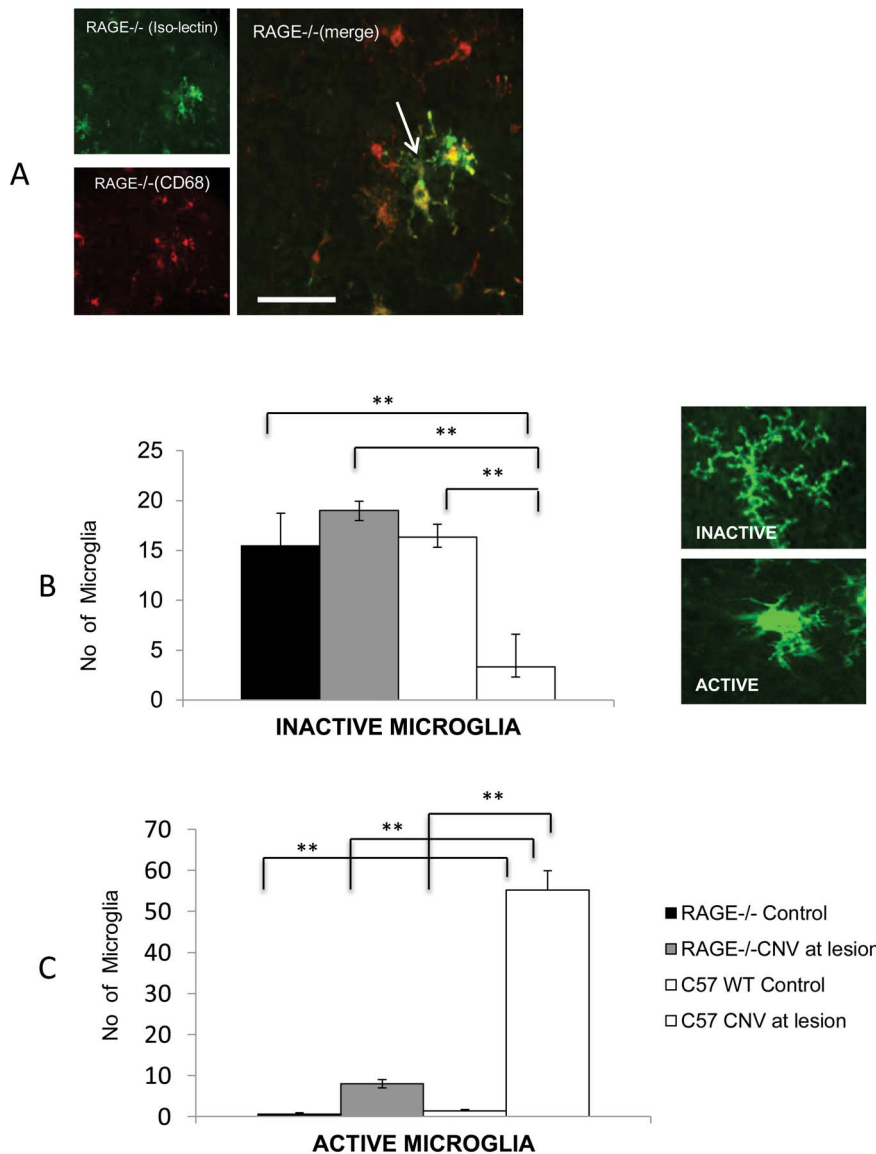 RAGE-/- (Iso-lectin)
RAGE-/-(merge)
A
RAGE-/-(CD68)
**
**
**
25
20
15
10
5
0
No of Microglia
B
INACTIVE MICROGLIA
INACTIVE
ACTIVE
**
**
**
70
60
50
40
30
20
10
0
No of Microglia
C
ACTIVE MICROGLIA
RAGE-/- Control
RAGE-/-CNV at lesion
C57 WT Control
C57 CNV at lesion